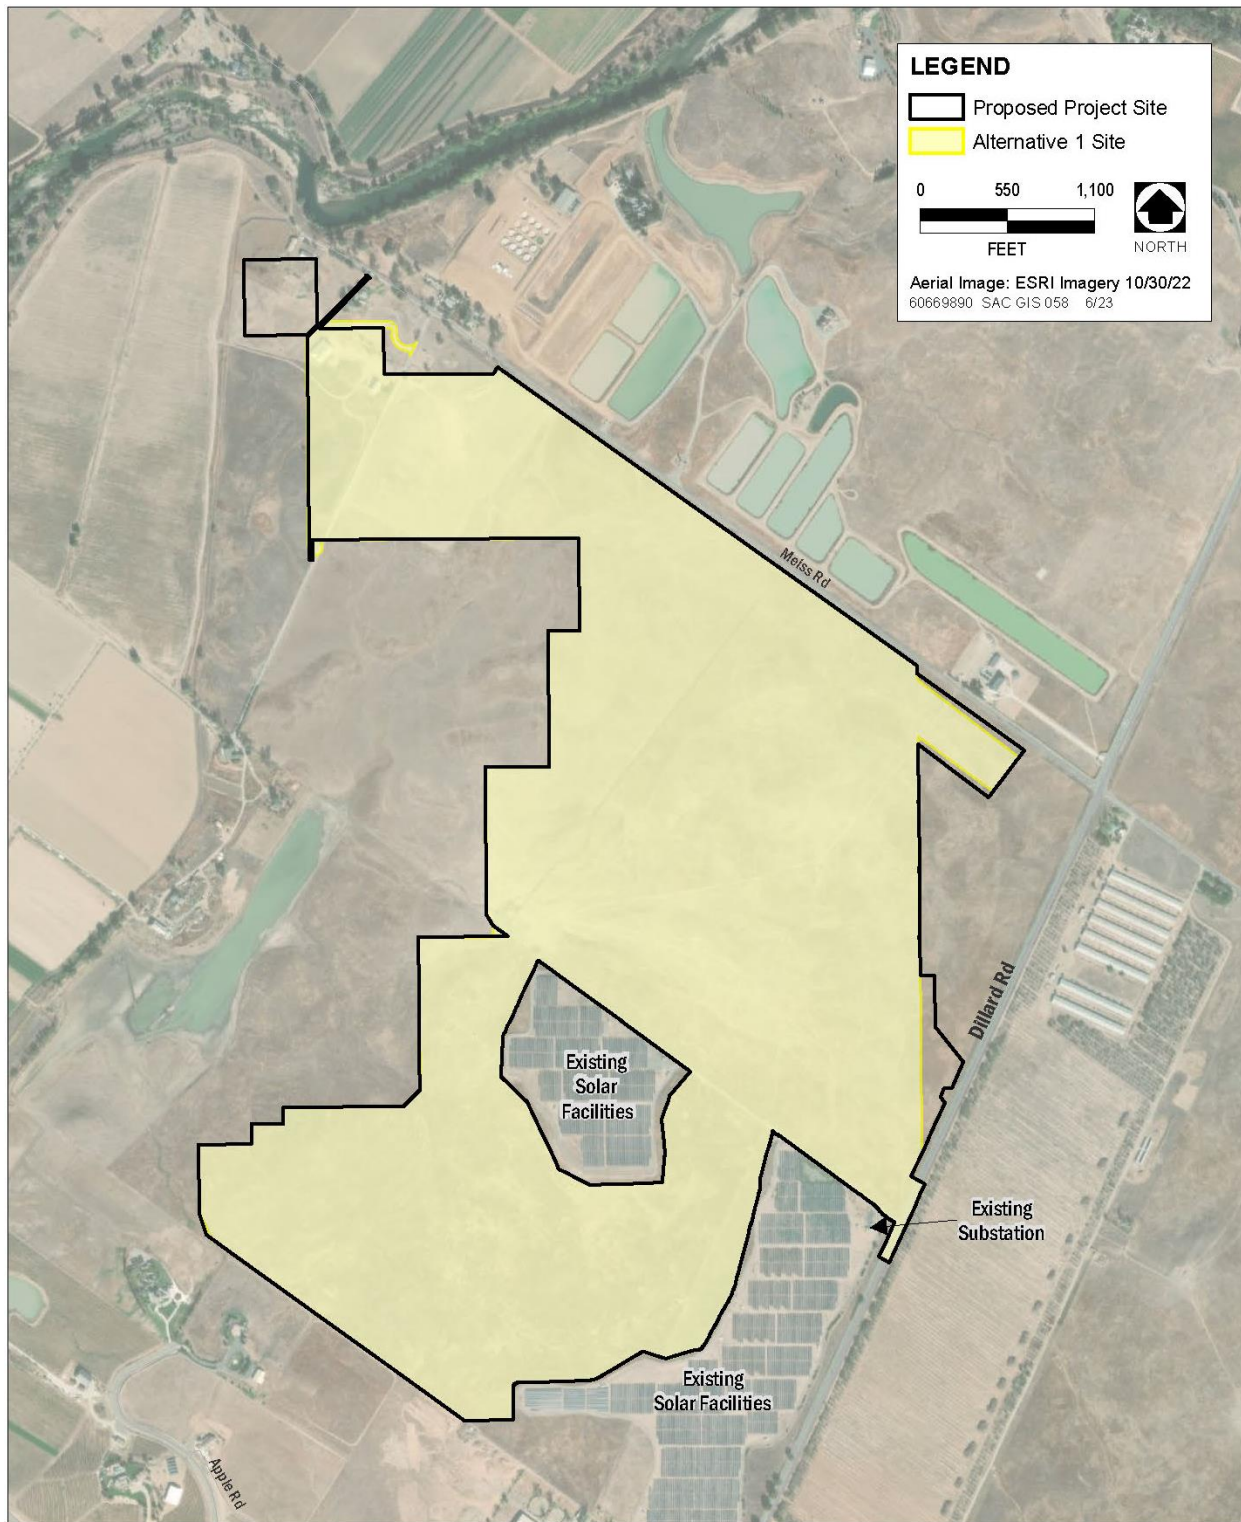 LEGEND
Proposed Project Site
Alternative 1 Site
0 550 1,100
FEET
NORTH
Aerial Image: ESRI Imagery 10/30/22
60669890 SAC GIS 058 6/23
Meiss Rd
Dillard Rd
Existing
Solar
Facilities
Existing
Substation
Existing
Solar Facilities
Apple Rd